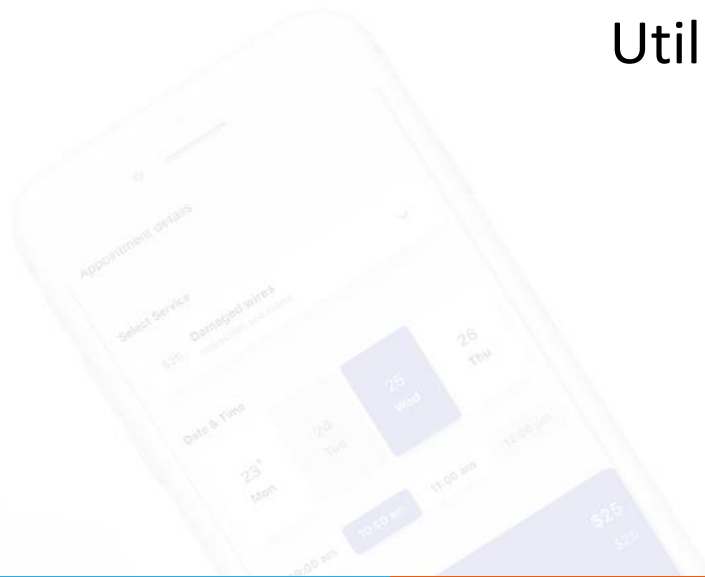 Util
Appointment details
Select Service
$25 Damaged wires
Date & Time
23 24 25 26
Mon Tue Wed Thu
10:00 am 11:00 am 12:00 pm
$25
$25